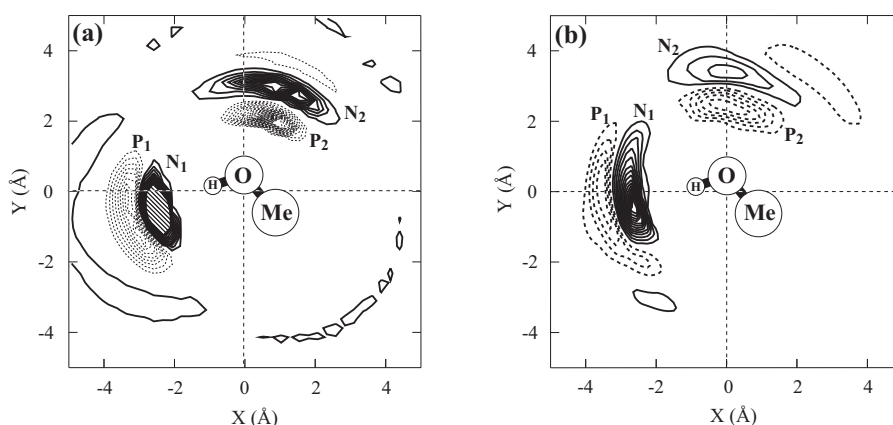 (a)
4
2
0
-2
-4
Y (Å)
-4 -2 0 2 4
X (Å)
P1
N1
N2
P2
H
O
Me
(b)
4
2
0
-2
-4
Y (Å)
-4 -2 0 2 4
X (Å)
N2
P1
N1
P2
H
O
Me